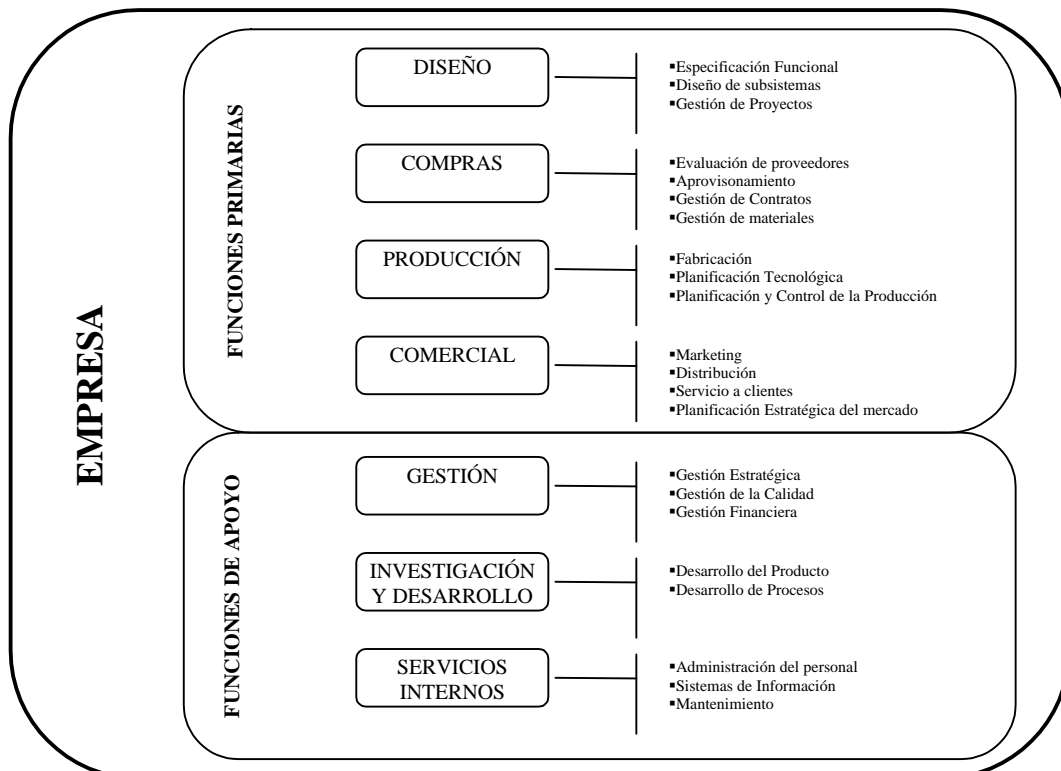 EMPRESA
FUNCIONES PRIMARIAS
DISEÑO
▪Especificación Funcional
▪Diseño de subsistemas
▪Gestión de Proyectos
COMPRAS
▪Evaluación de proveedores
▪Aprovisonamiento
▪Gestión de Contratos
▪Gestión de materiales
PRODUCCIÓN
▪Fabricación
▪Planificación Tecnológica
▪Planificación y Control de la Producción
COMERCIAL
▪Marketing
▪Distribución
▪Servicio a clientes
▪Planificación Estratégica del mercado
FUNCIONES DE APOYO
GESTIÓN
▪Gestión Estratégica
▪Gestión de la Calidad
▪Gestión Financiera
INVESTIGACIÓN
Y DESARROLLO
▪Desarrollo del Producto
▪Desarrollo de Procesos
SERVICIOS
INTERNOS
▪Administración del personal
▪Sistemas de Información
▪Mantenimiento